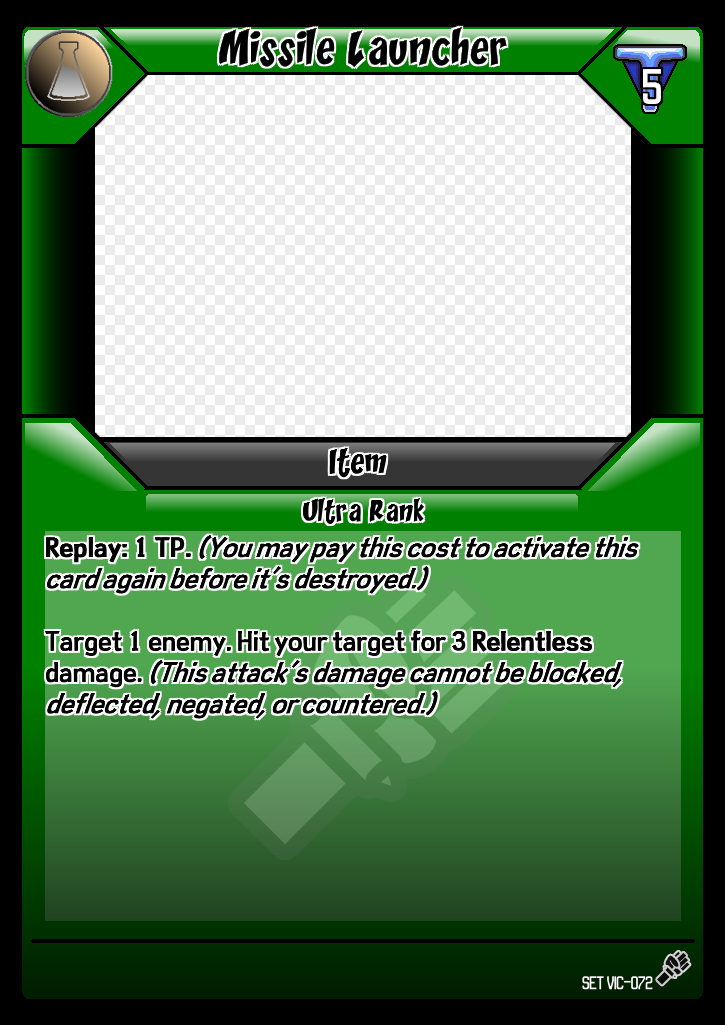 Missile Launcher
5
Item
Ultra Rank
Replay: 1 TP. (You may pay this cost to activate this
card again before it's destroyed.)
Target 1 enemy. Hit your target for 3 Relentless
damage. (This attack's damage cannot be blocked,
deflected, negated, or countered.)
SET VIC-072